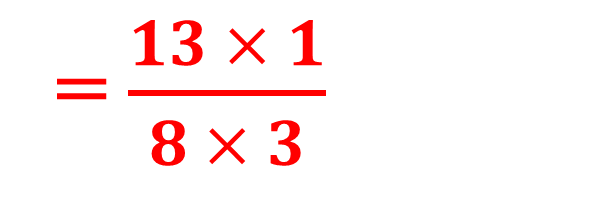 = 13 × 1
8 × 3